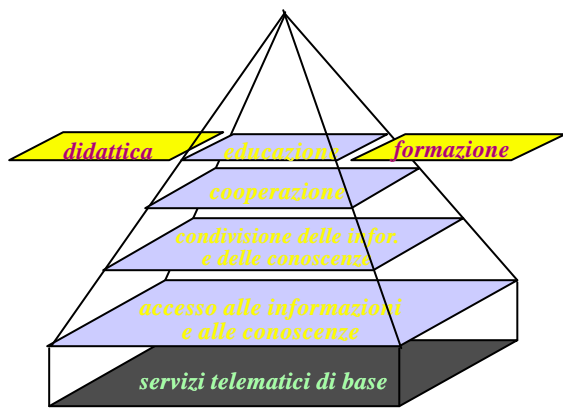 didattica
educazione
formazione
cooperazione
condivisione delle infor.
e delle conoscenze
accesso alle informazioni
e alle conoscenze
servizi telematici di base